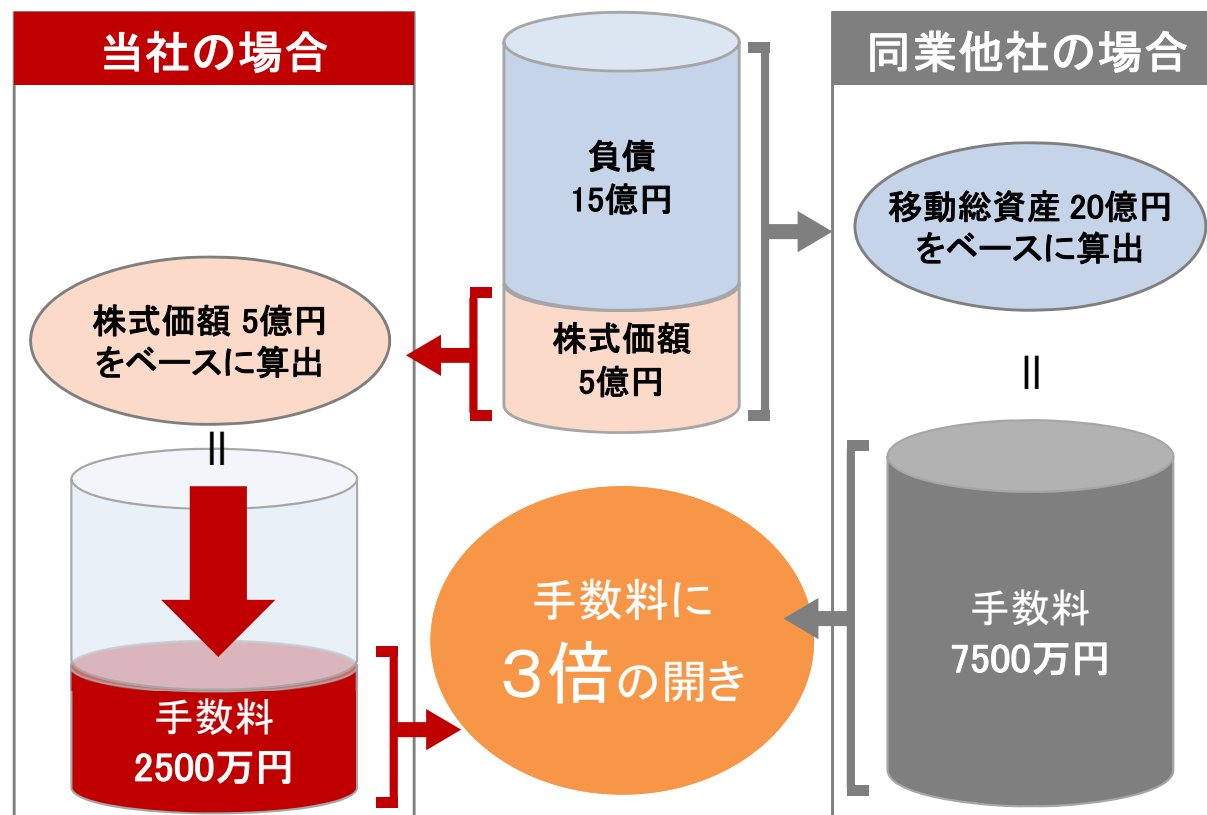 当社の場合
株式価額 5億円
をベースに算出
=
手数料
2500万円
負債
15億円
株式価額
5億円
手数料に
3倍の開き
同業他社の場合
移動総資産 20億円
をベースに算出
=
手数料
7500万円